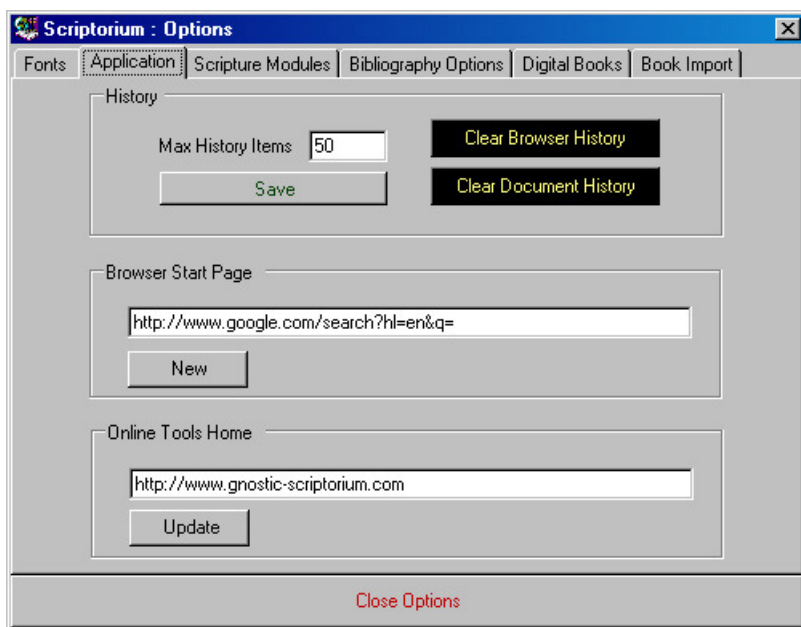 Scriptorium : Options
Fonts Application Scripture Modules Bibliography Options Digital Books Book Import
History
Max History Items 50
Clear Browser History
Save
Clear Document History
Browser Start Page
http://www.google.com/search?hl=en&q=
New
Online Tools Home
http://www.gnostic-scriptorium.com
Update
Close Options